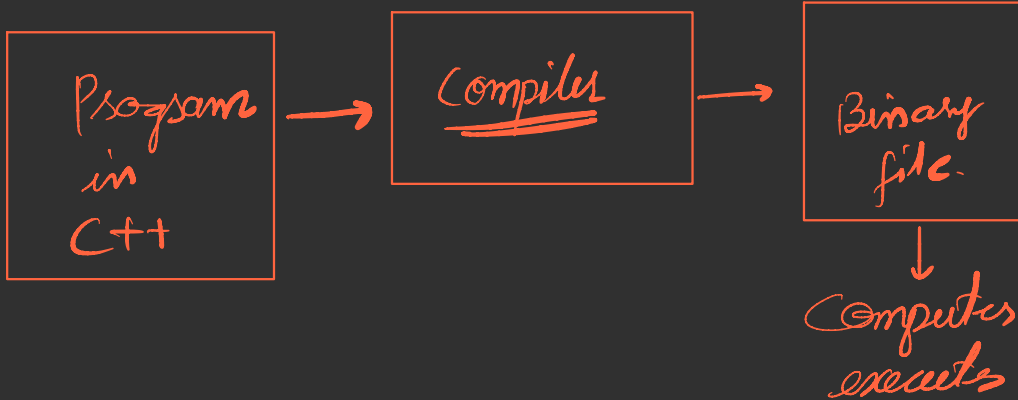 Program
in
C++
Compiler
Binary
file.
Computer
executes